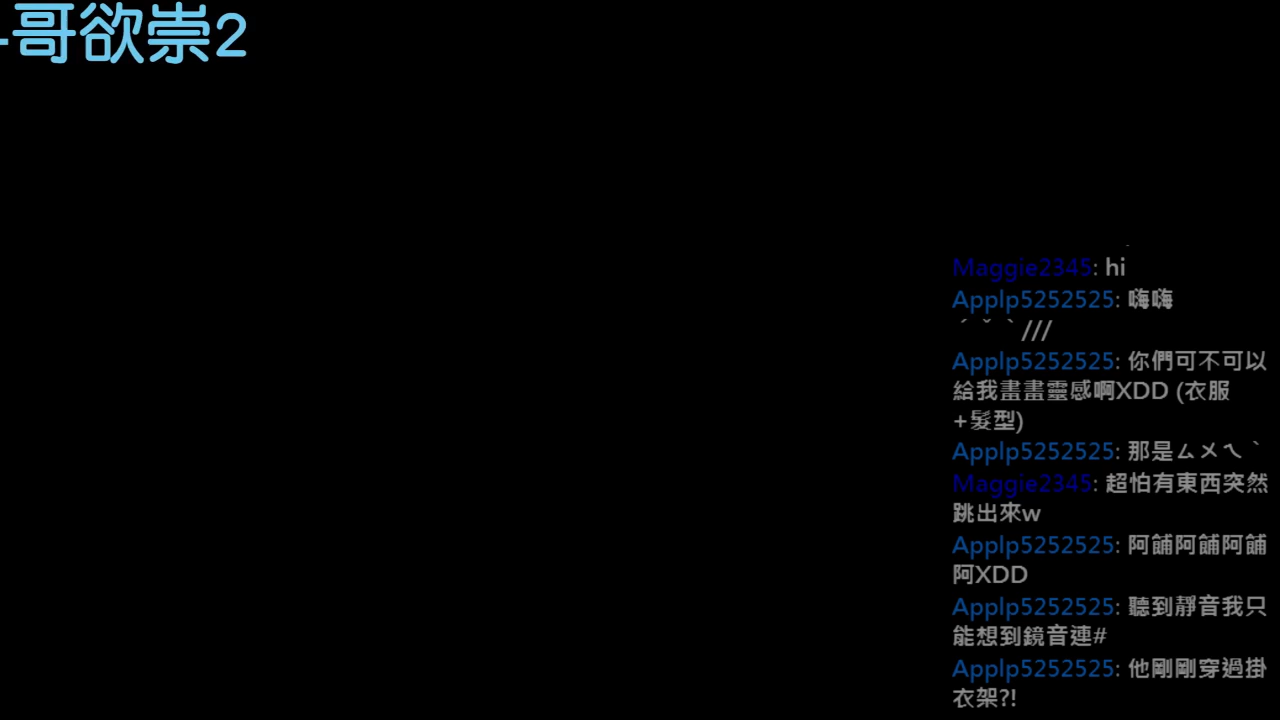 -哥欲崇2
Maggie2345: hi
Applp5252525: 嗨嗨
ˊˇˋ///
Applp5252525: 你們可不可以
給我畫畫靈感啊XDD (衣服
+髮型)
Applp5252525: 那是ㄙㄨㄟˋ
Maggie2345: 超怕有東西突然
跳出來w
Applp5252525: 阿舖阿舖阿舖
阿XDD
Applp5252525: 聽到靜音我只
能想到鏡音連#
Applp5252525: 他剛剛穿過掛
衣架?!